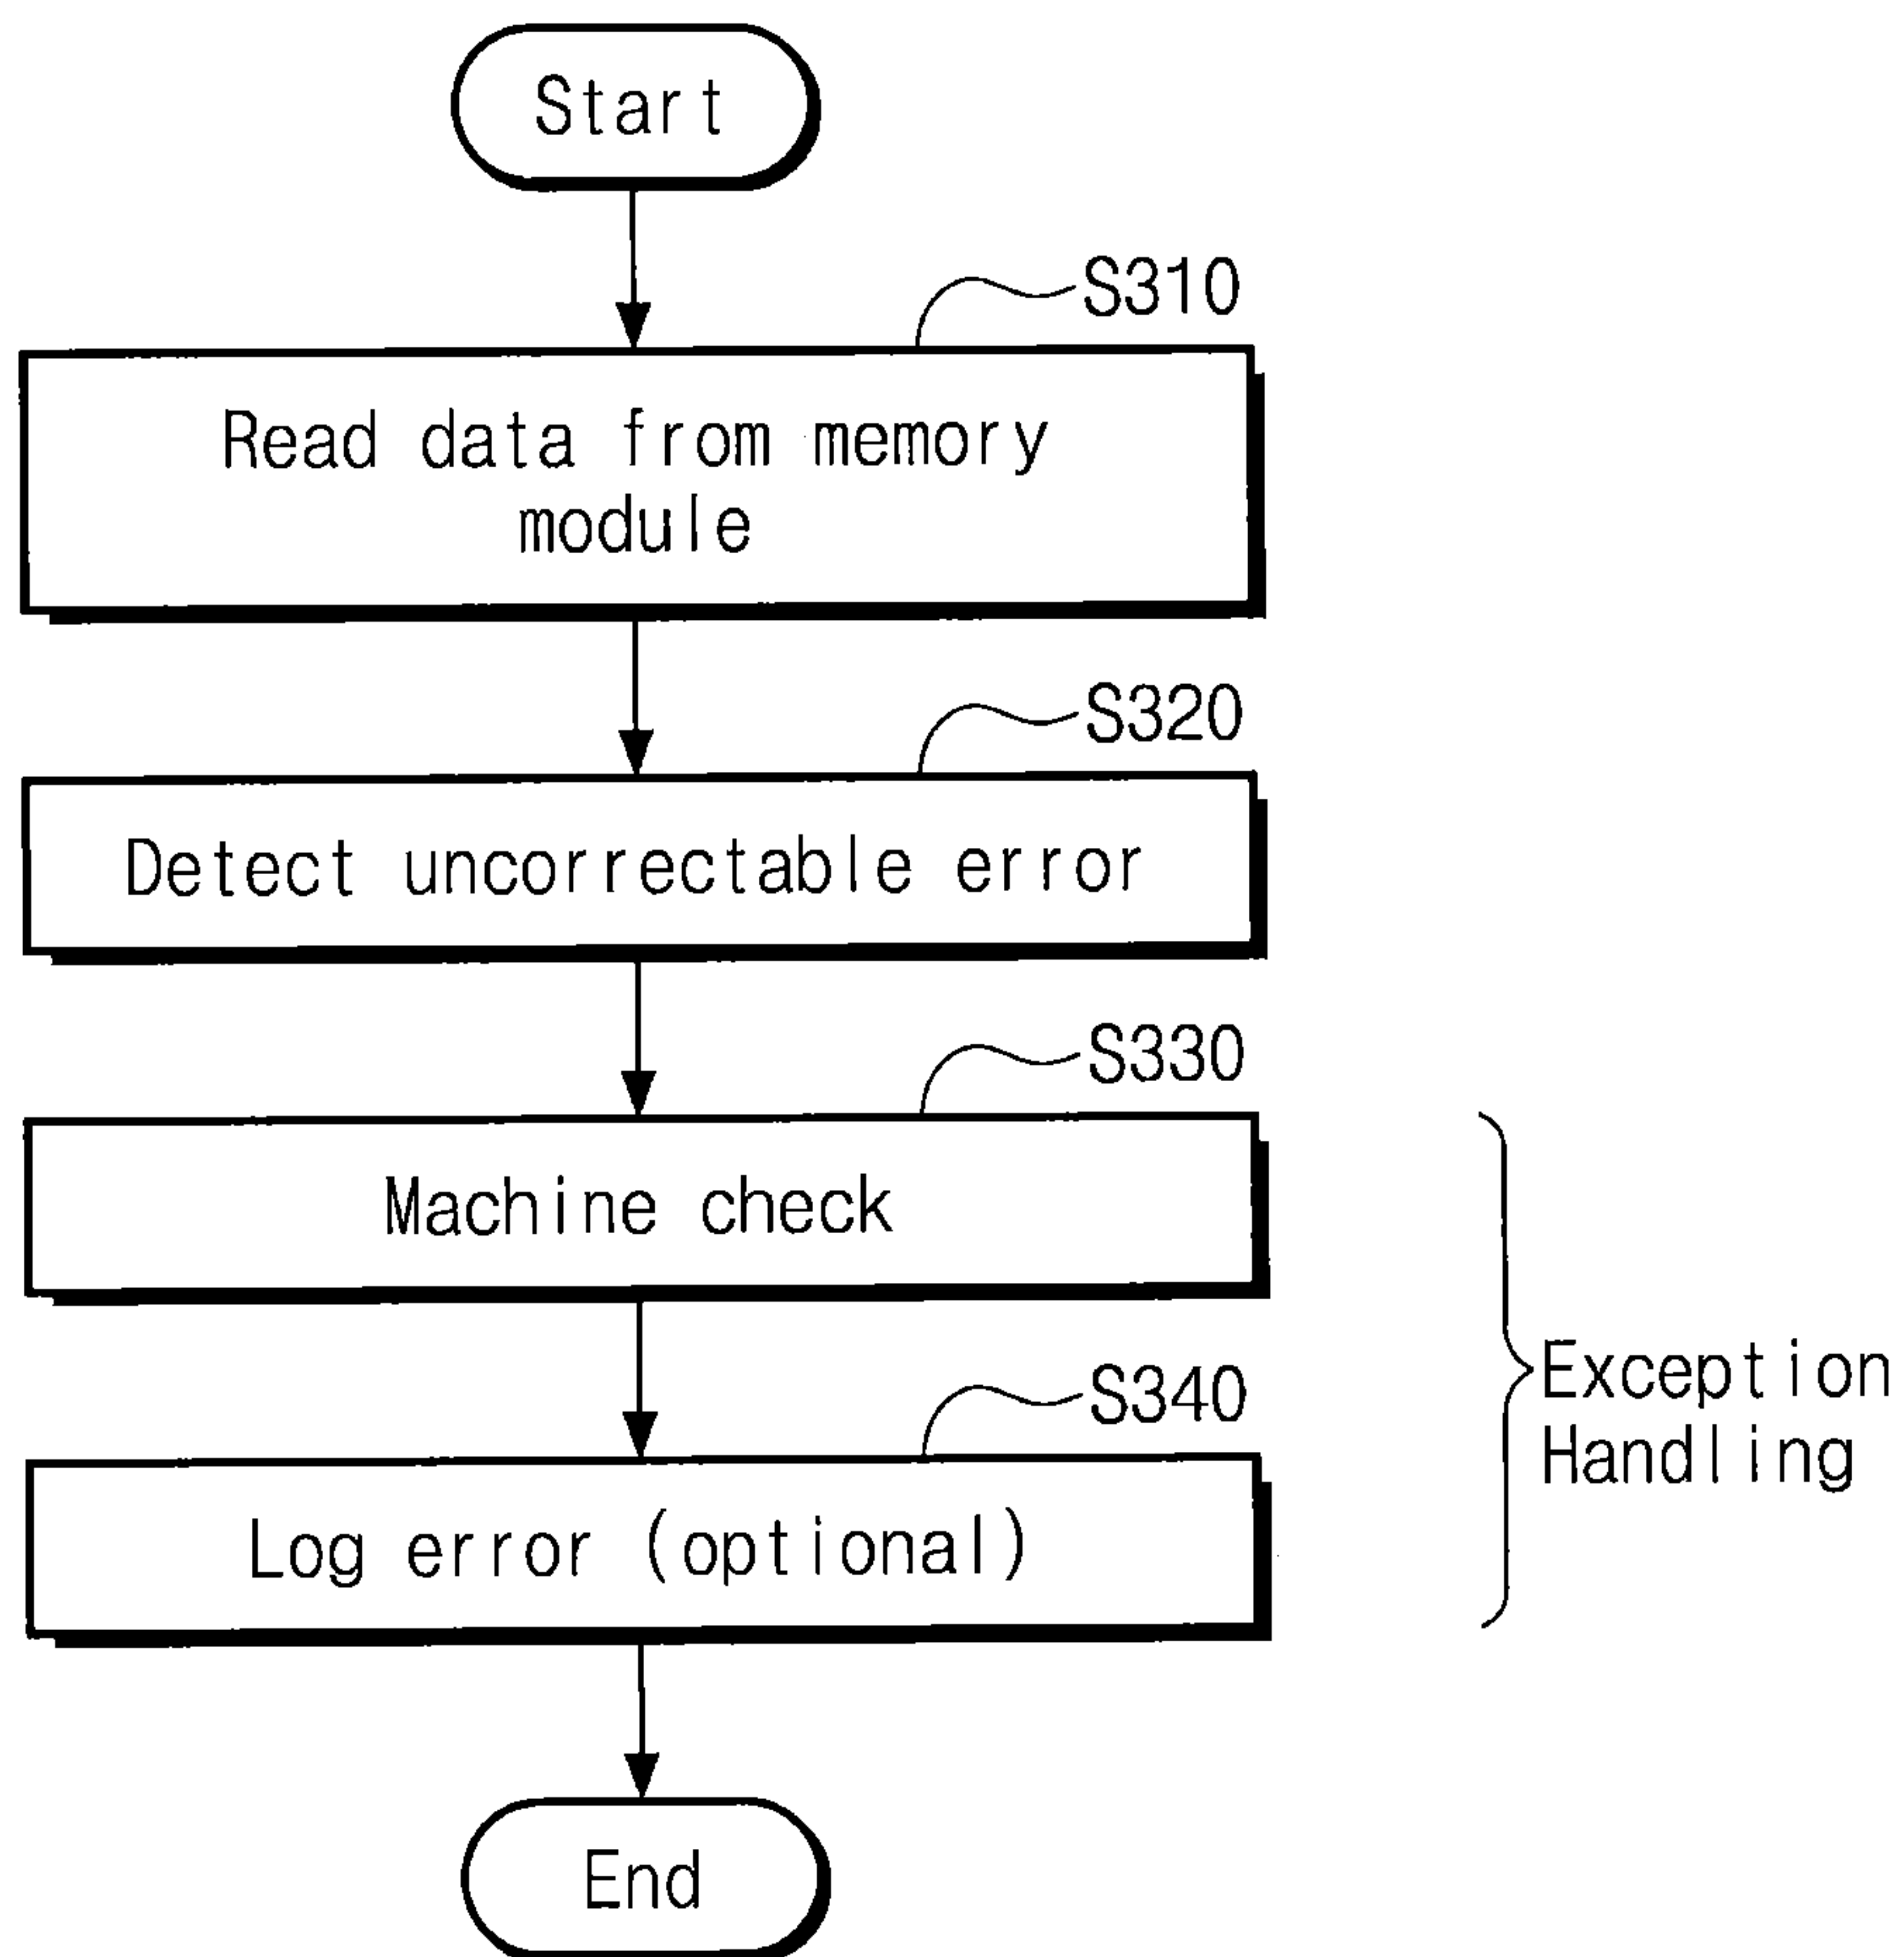 Start
S310
Read data from memory
module
S320
Detect uncorrectable error
S330
Machine check
S340
Log error (optional)
Exception
Handling
End